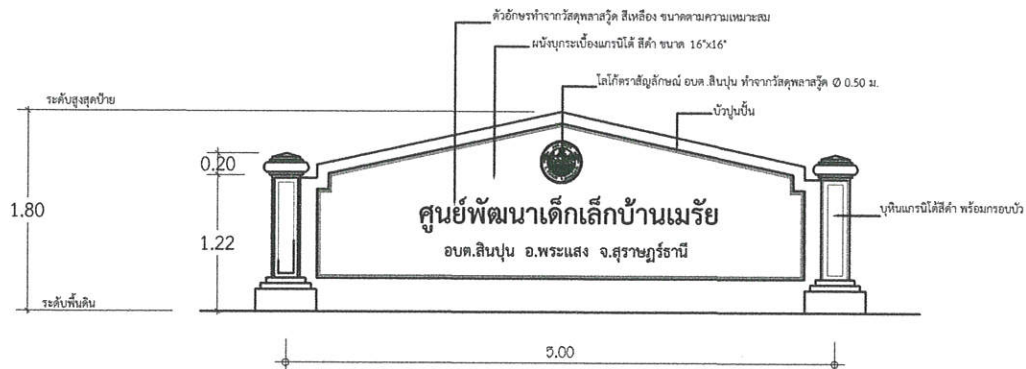 ตัวอักษรทำจากวัสดุพลาสวู๊ด สีเหลือง ขนาดตามความเหมาะสม
ผนังบุกระเบื้องแกรนิโต้ สีดำ ขนาด 16"x16"
โลโก้ตราสัญลักษณ์ อบต.สินปุน ทำจากวัสดุพลาสวู๊ด Ø 0.50 ม.
ระดับสูงสุดป้าย
บัวปูนปั้น
0.20
1.80
ศูนย์พัฒนาเด็กเล็กบ้านเมรัย
บุหินแกรนิโต้สีดำ พร้อมกรอบบัว
1.22
อบต.สินปุน อ.พระแสง จ.สุราษฎร์ธานี
ระดับพื้นดิน
5.00